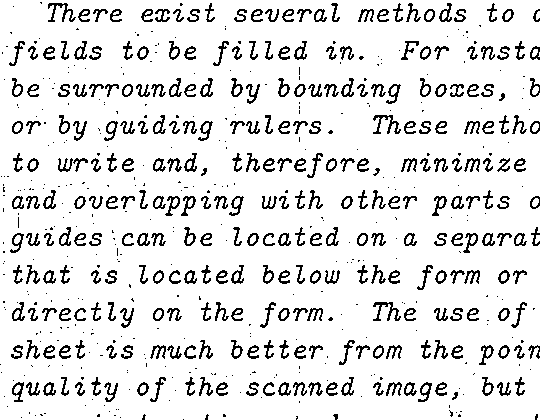 There exist several methods to
fields to be filled in. For insta
be surrounded by bounding boxes, b
or by guiding rulers. These metho
to write and, therefore, minimize
and overlapping with other parts o
guides can be located on a separat
that is located below the form or
directly on the form. The use of
sheet is much better from the poin
quality of the scanned image, but